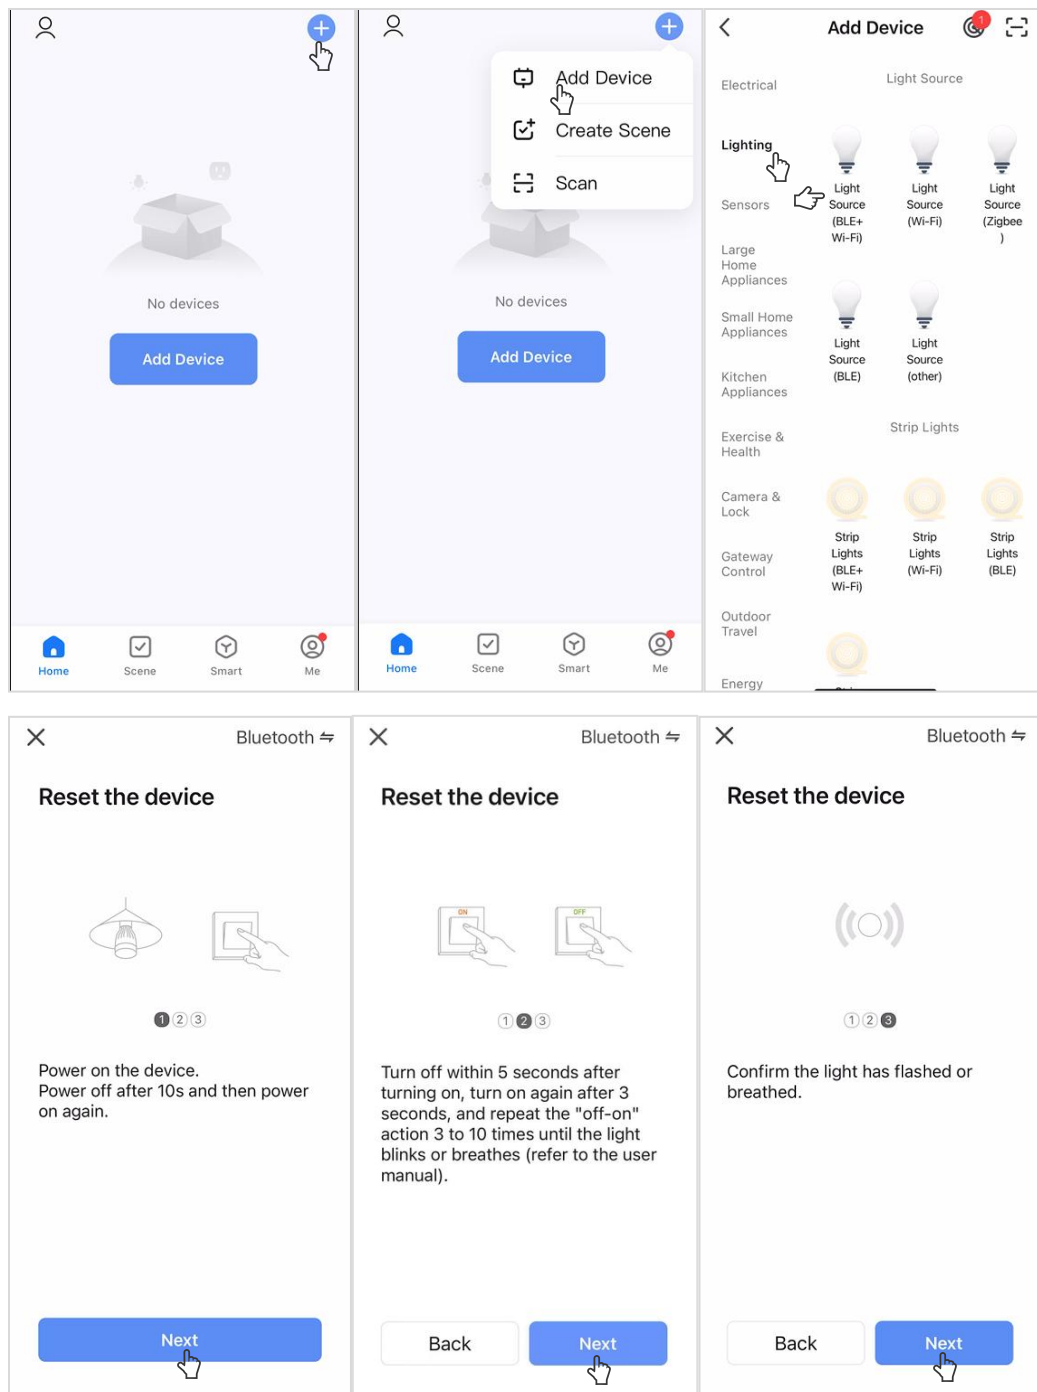 No devices
Add Device
Home
Scene
Smart
Me
Add Device
Create Scene
Scan
No devices
Add Device
Home
Scene
Smart
Me
Add Device
1
Electrical
Lighting
Sensors
Large
Home
Appliances
Small Home
Appliances
Kitchen
Appliances
Exercise &
Health
Camera &
Lock
Gateway
Control
Outdoor
Travel
Energy
Light Source
Light
Source
(BLE+
Wi-Fi)
Light
Source
(Wi-Fi)
Light
Source
(Zigbee
)
Light
Source
(BLE)
Light
Source
(other)
Strip Lights
Strip
Lights
(BLE+
Wi-Fi)
Strip
Lights
(Wi-Fi)
Strip
Lights
(BLE)
Bluetooth
Reset the device
1 2 3
Power on the device.
Power off after 10s and then power
on again.
Next
Bluetooth
Reset the device
ON
OFF
1 2 3
Turn off within 5 seconds after
turning on, turn on again after 3
seconds, and repeat the "off-on"
action 3 to 10 times until the light
blinks or breathes (refer to the user
manual).
Back
Next
Bluetooth
Reset the device
1 2 3
Confirm the light has flashed or
breathed.
Back
Next